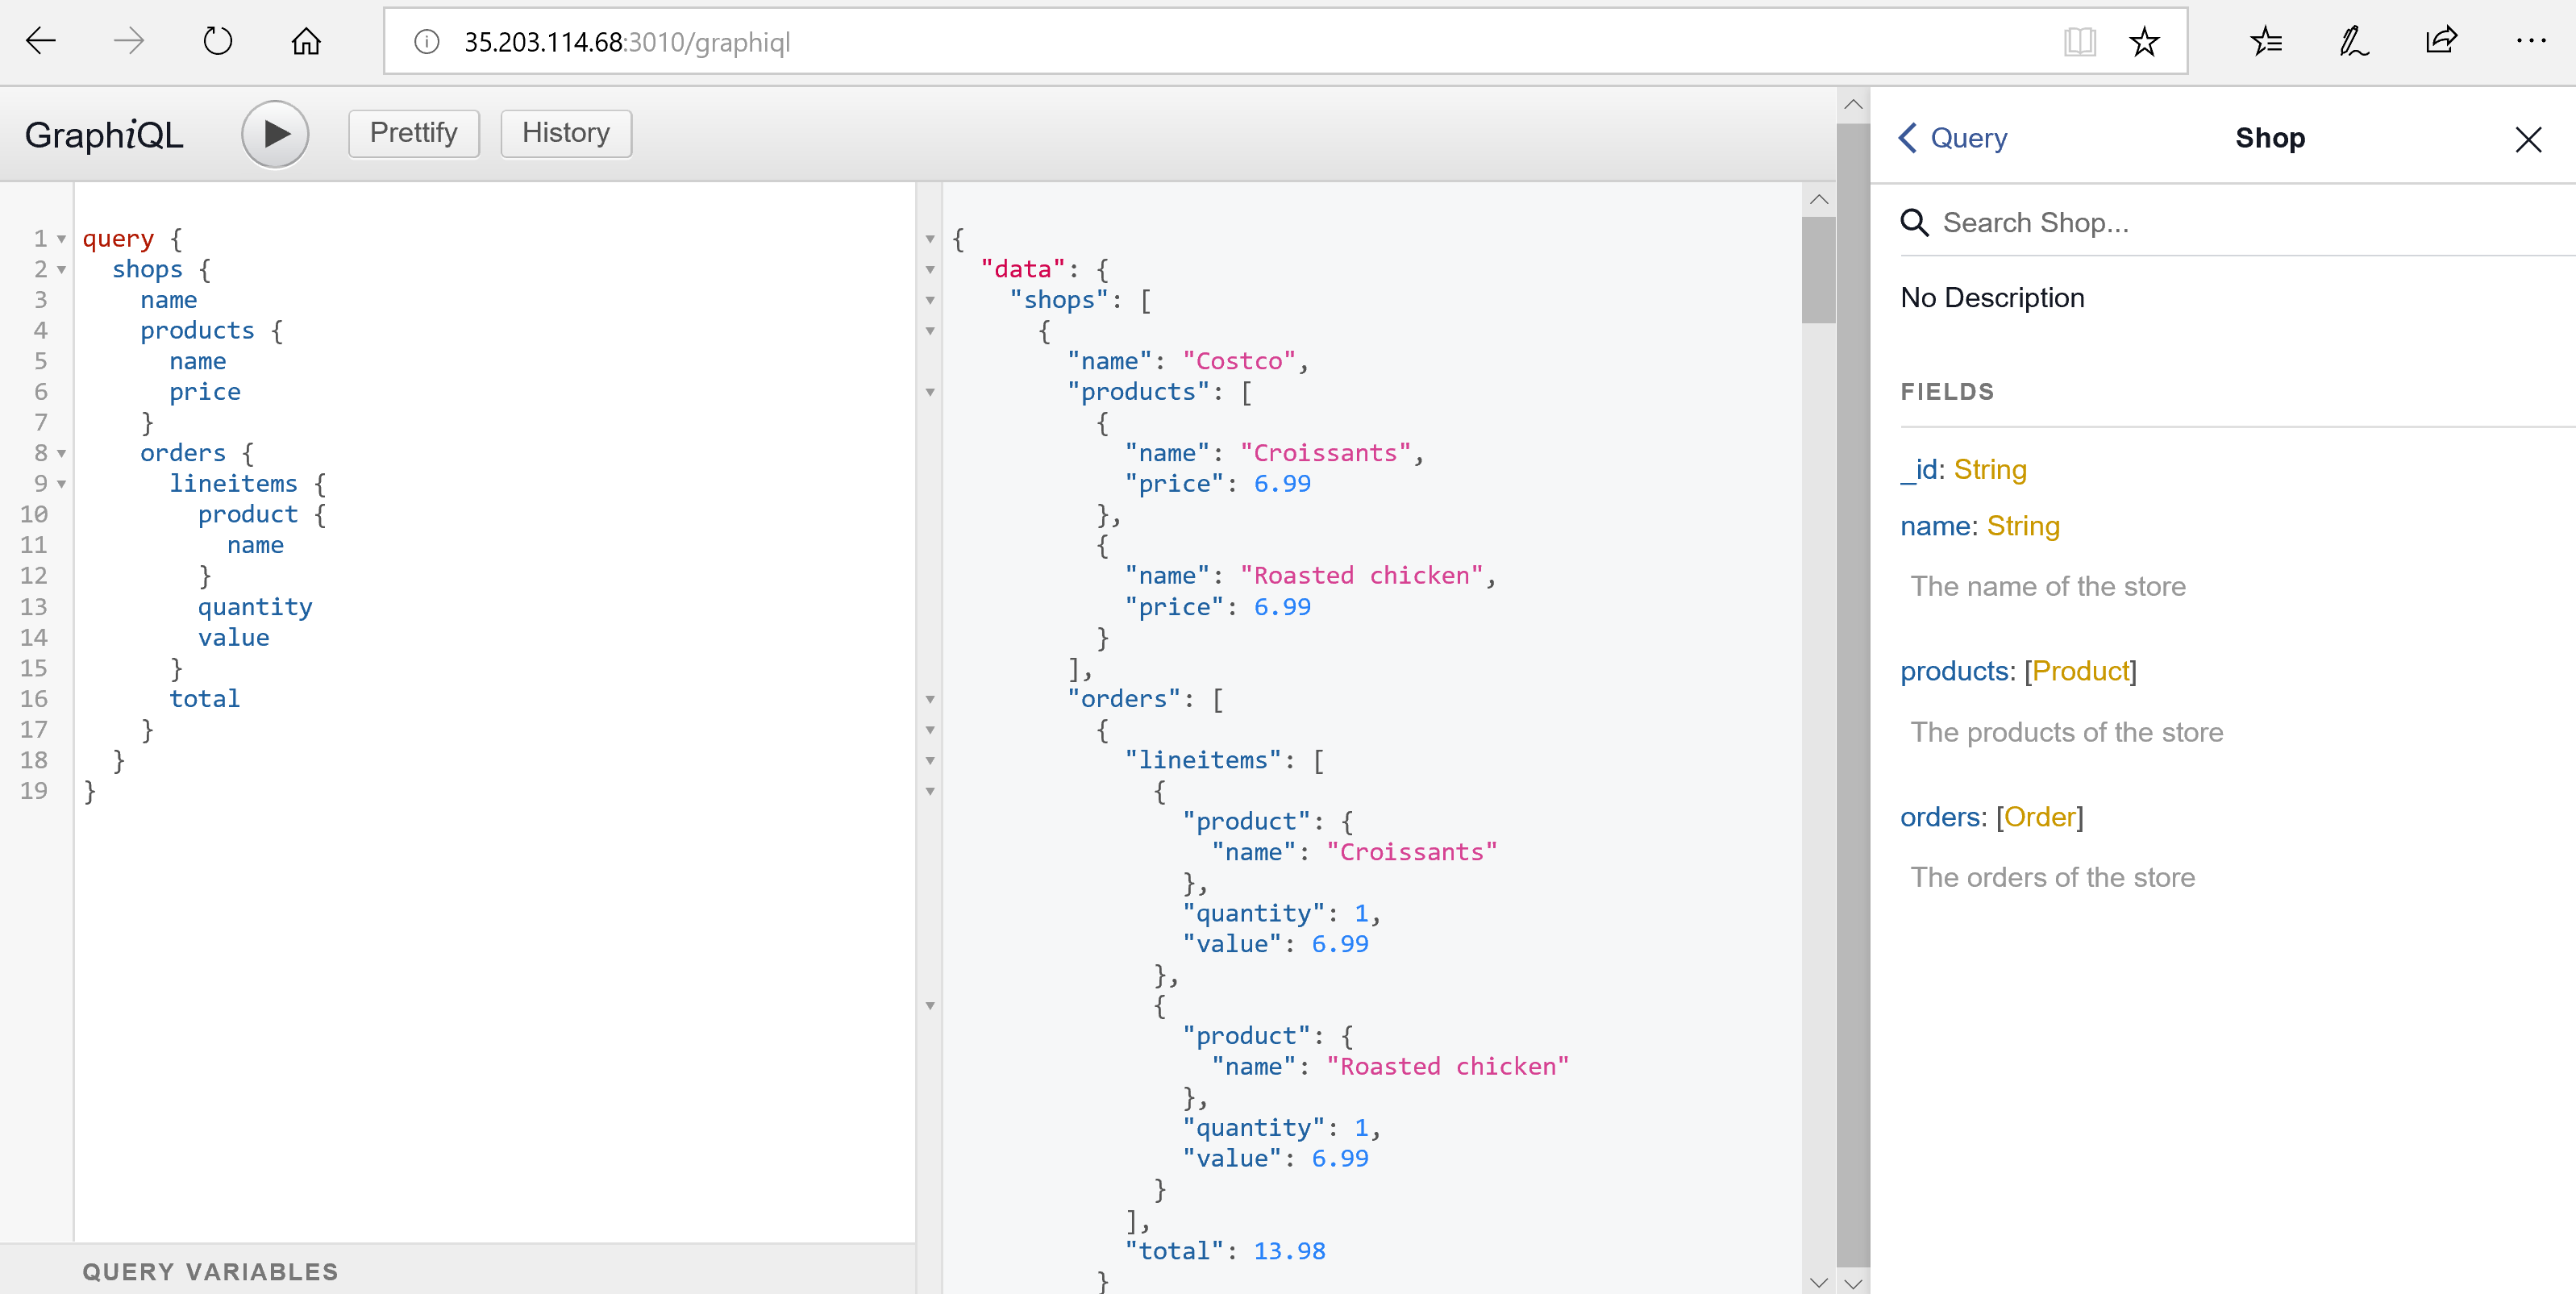 35.203.114.68:3010/graphiql
GraphiQL
Prettify
History
1 query {
2   shops {
3     name
4     products {
5       name
6       price
7     }
8     orders {
9       lineitems {
10         product {
11           name
12         }
13         quantity
14         value
15       }
16       total
17     }
18   }
19 }
QUERY VARIABLES
{
  "data": {
    "shops": [
      {
        "name": "Costco",
        "products": [
          {
            "name": "Croissants",
            "price": 6.99
          },
          {
            "name": "Roasted chicken",
            "price": 6.99
          }
        ],
        "orders": [
          {
            "lineitems": [
              {
                "product": {
                  "name": "Croissants"
                },
                "quantity": 1,
                "value": 6.99
              },
              {
                "product": {
                  "name": "Roasted chicken"
                },
                "quantity": 1,
                "value": 6.99
              }
            ],
            "total": 13.98
          }
Query
Shop
Search Shop...
No Description
FIELDS
_id: String
name: String
The name of the store
products: [Product]
The products of the store
orders: [Order]
The orders of the store